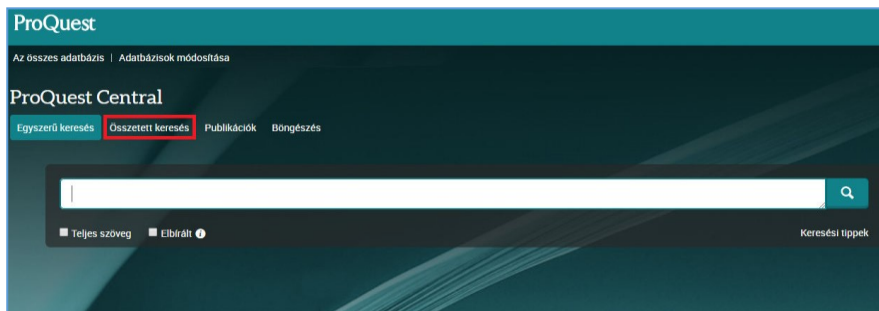 ProQuest
Az összes adatbázis | Adatbázisok módosítása
ProQuest Central
Egyszerű keresés Összetett keresés Publikációk Böngészés
Teljes szöveg Elbírált Keresési tippek